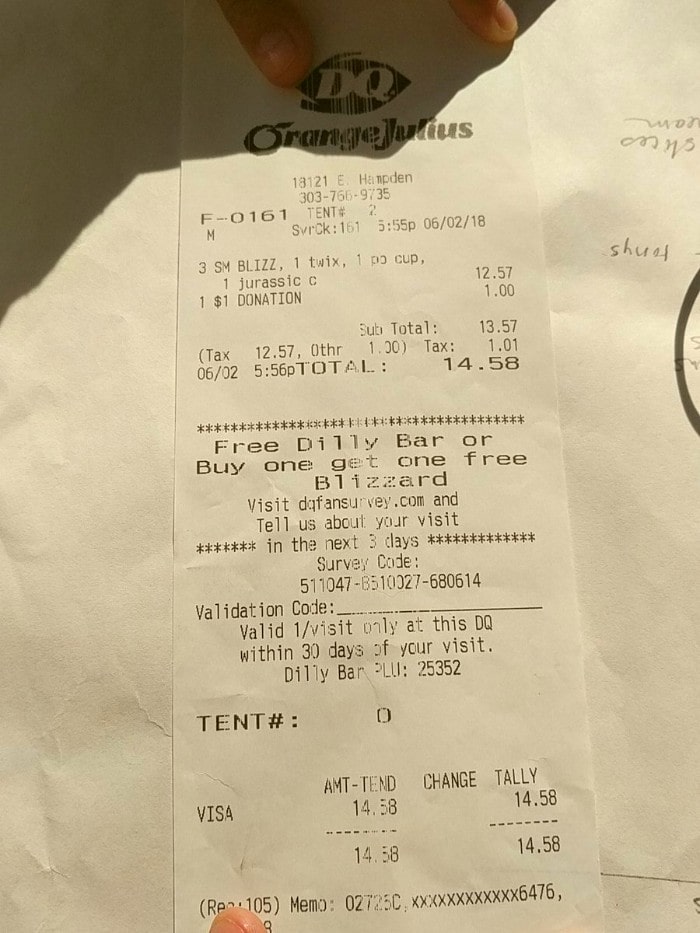 DQ
OrangeJulius
18121 E. Hampden
303-766-9735
F-0161 TENT# 2
M SvrCk:161 5:55p 06/02/18
3 SM BLIZZ, 1 twix, 1 pb cup,
1 jurassic c 12.57
1 $1 DONATION 1.00
Sub Total: 13.57
(Tax 12.57, Othr 1.00) Tax: 1.01
06/02 5:56pTOTAL: 14.58
****************************************
Free Dilly Bar or
Buy one get one free
Blizzard
Visit dqfansurvey.com and
Tell us about your visit
******* in the next 3 days *************
Survey Code:
511047-8510027-680614
Validation Code:
Valid 1/visit only at this DQ
within 30 days of your visit.
Dilly Bar PLU: 25352
TENT#: 0
AMT-TEND CHANGE TALLY
VISA 14.58 14.58
14.58 14.58
(Rec:105) Memo: 02725C,xxxxxxxxxxxx6476,